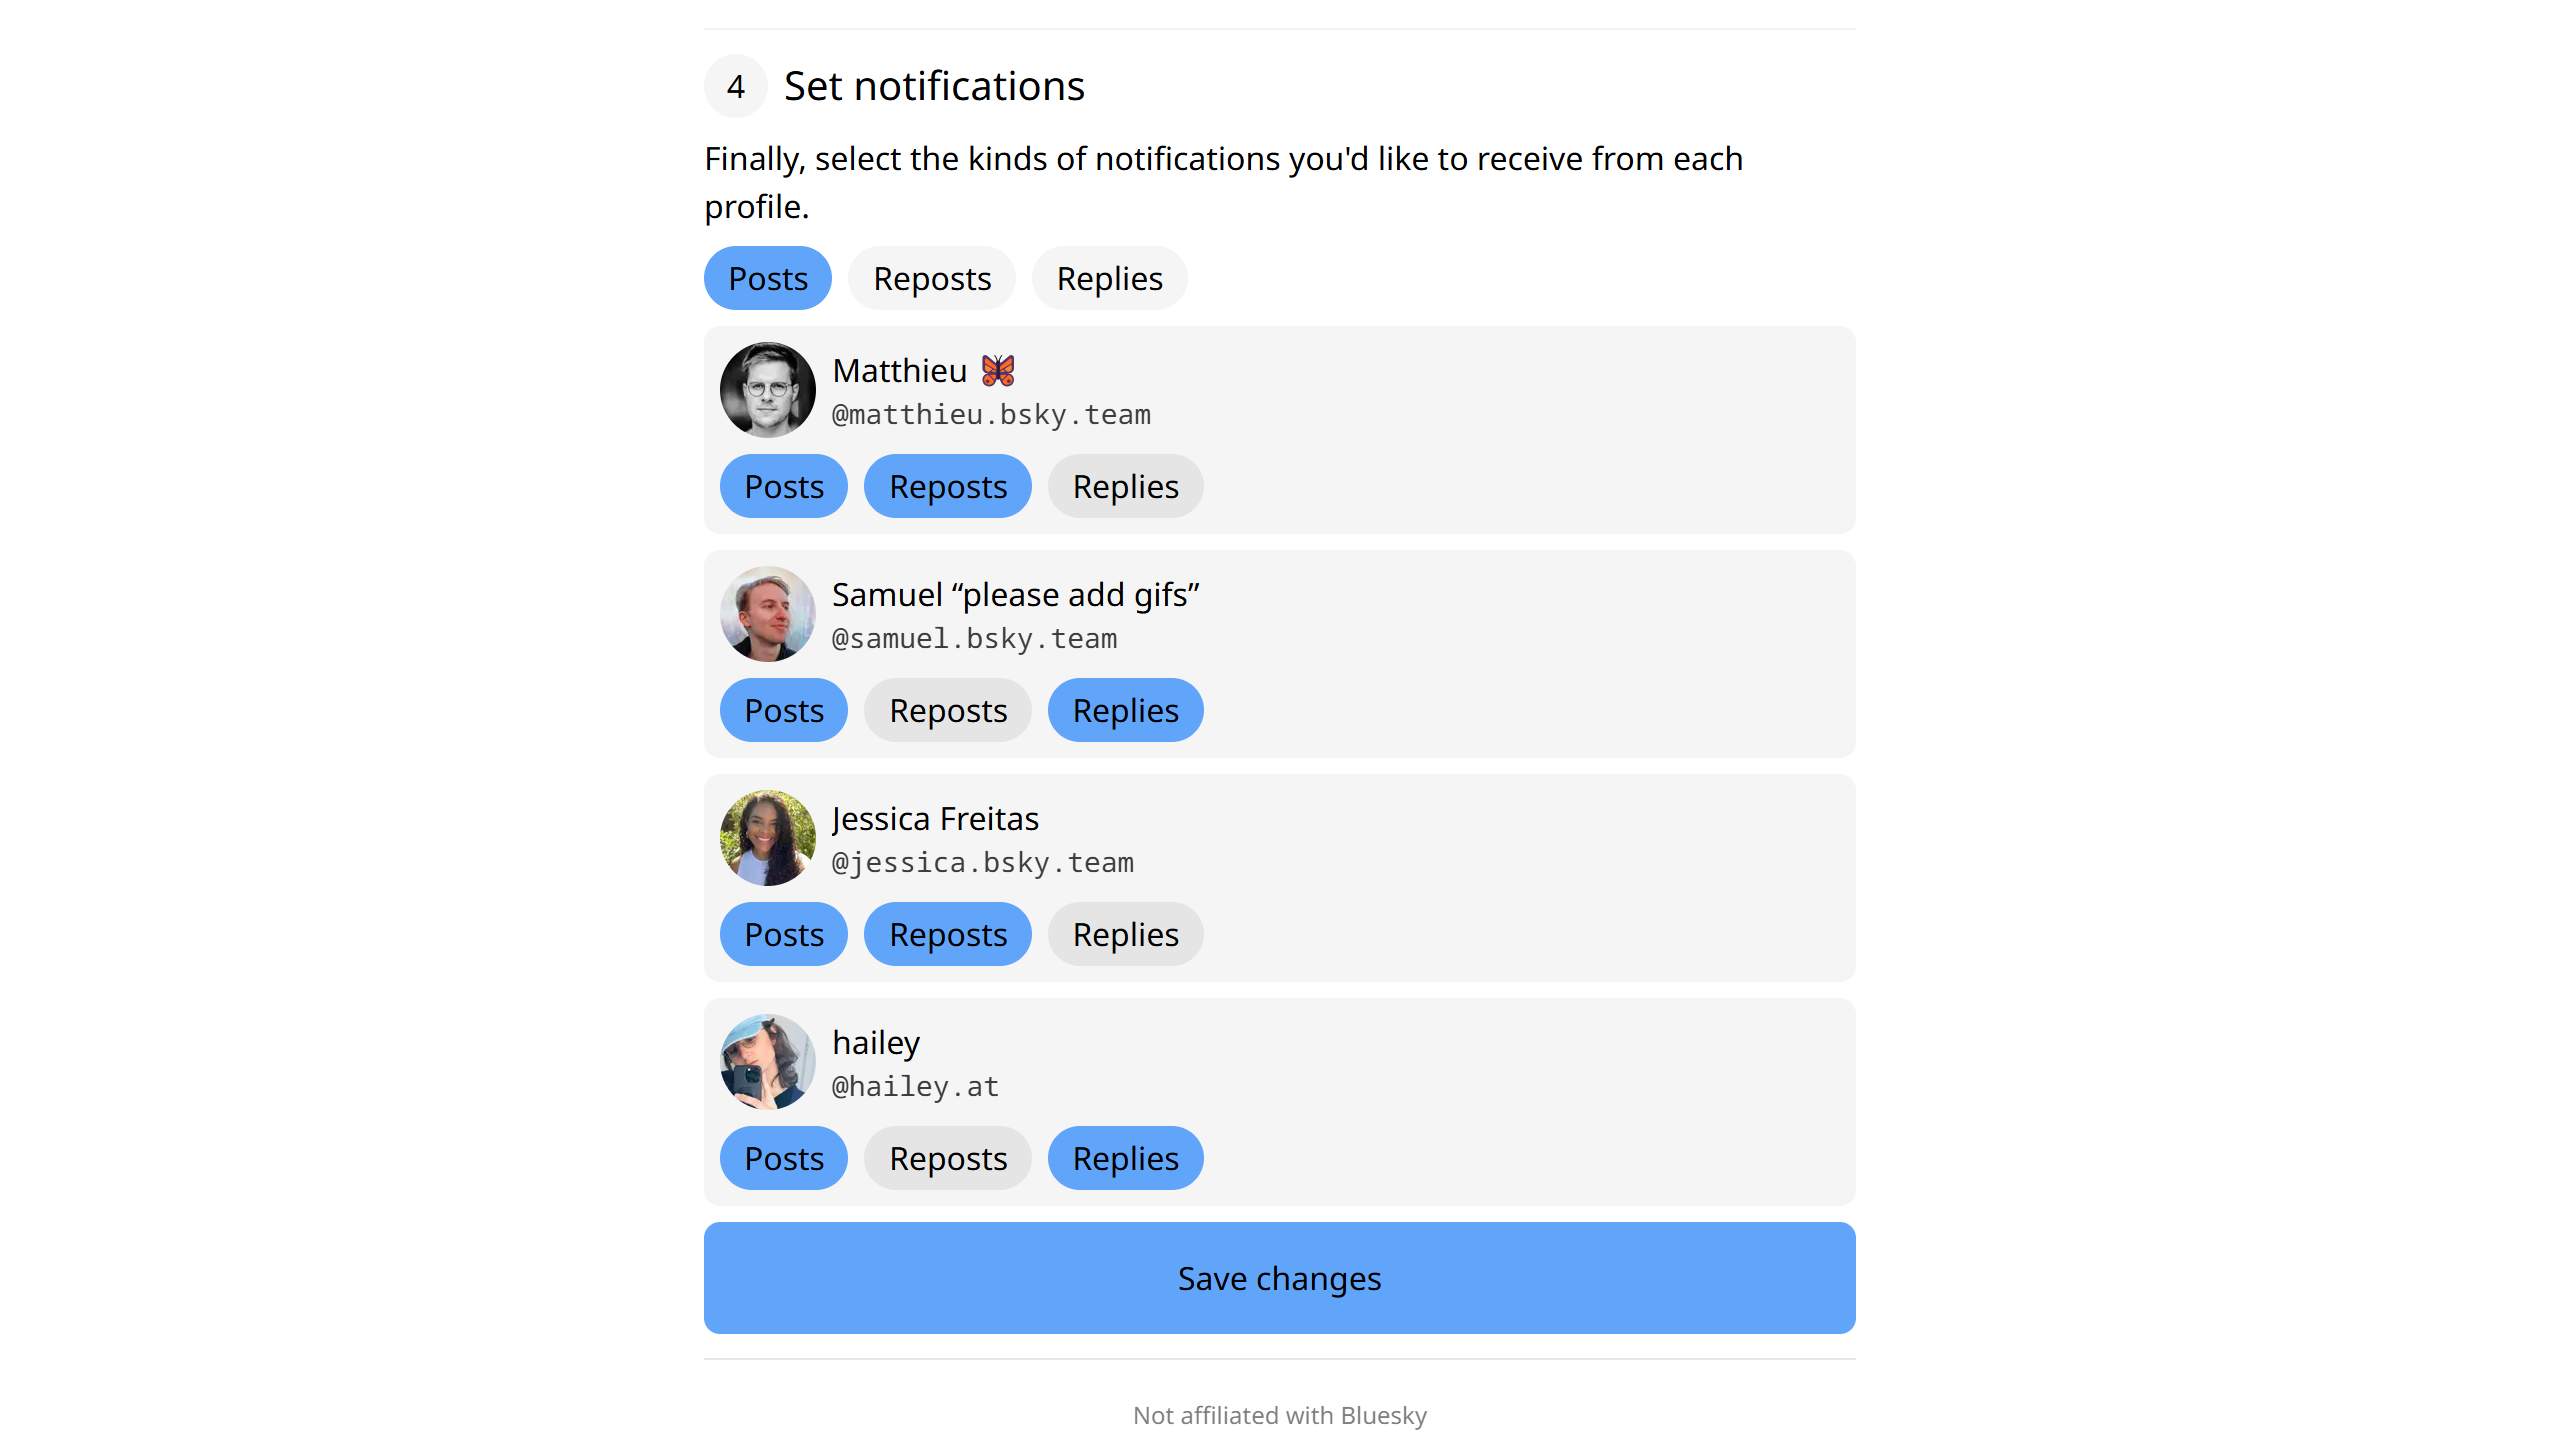 4 Set notifications
Finally, select the kinds of notifications you'd like to receive from each
profile.
Posts Reposts Replies
Matthieu 🦋
@matthieu.bsky.team
Posts Reposts Replies
Samuel “please add gifs”
@samuel.bsky.team
Posts Reposts Replies
Jessica Freitas
@jessica.bsky.team
Posts Reposts Replies
hailey
@hailey.at
Posts Reposts Replies
Save changes
Not affiliated with Bluesky